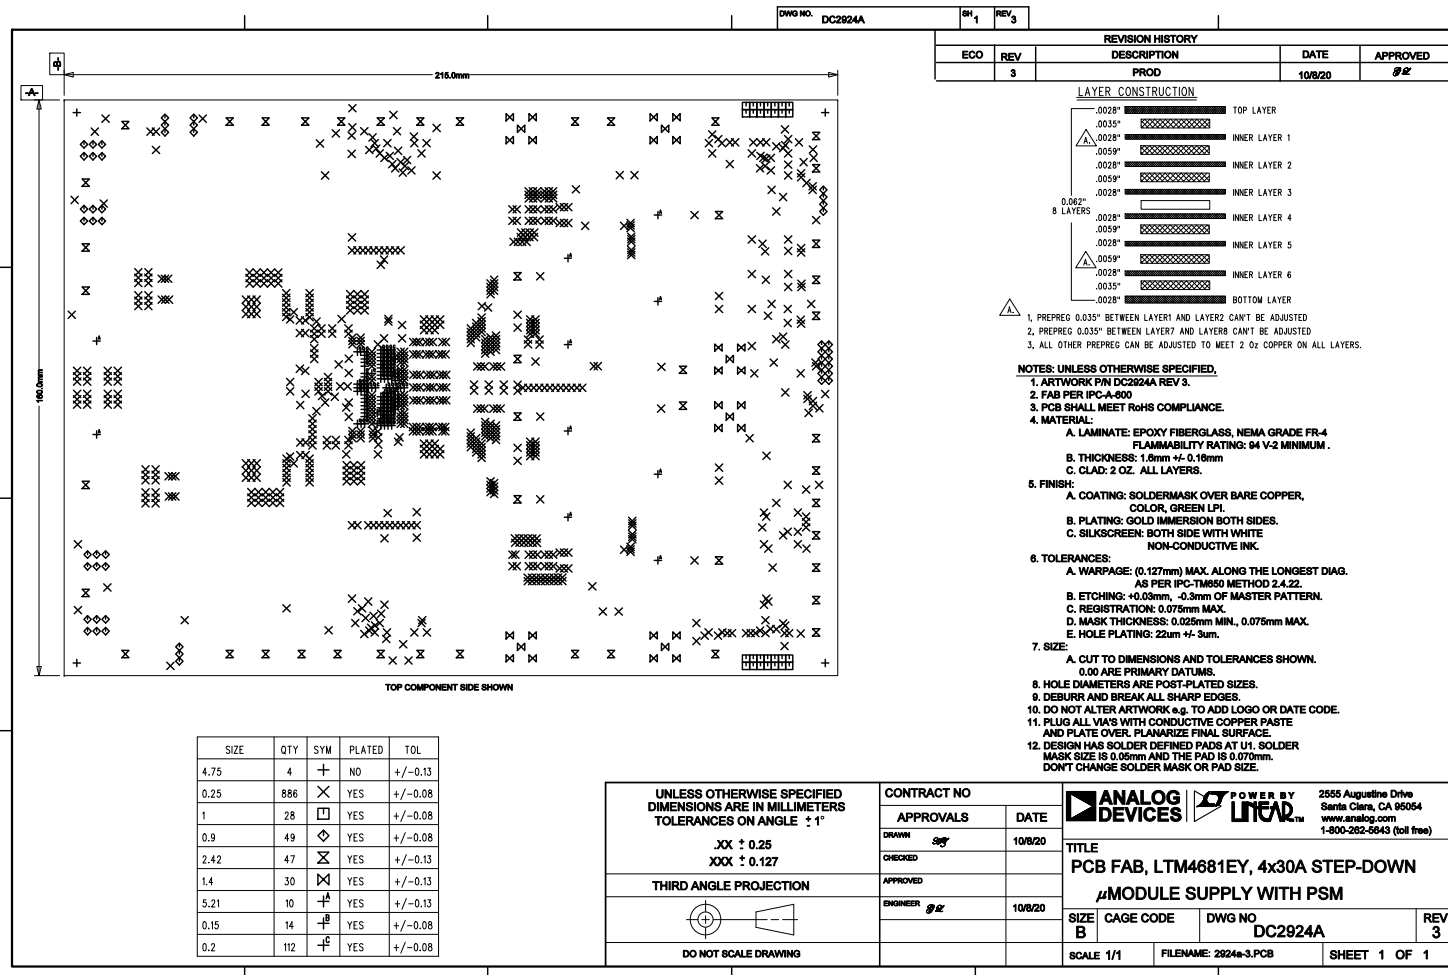 DWG NO. DC2924A SH 1 REV 3
REVISION HISTORY
ECO REV DESCRIPTION DATE APPROVED
3 PROD 10/8/20
-B-
-A-
215.0mm
160.0mm
TOP COMPONENT SIDE SHOWN
LAYER CONSTRUCTION
.0028" TOP LAYER
.0035"
A. .0028" INNER LAYER 1
.0059"
.0028" INNER LAYER 2
.0059"
.0028" INNER LAYER 3
0.062"
8 LAYERS
.0028" INNER LAYER 4
.0059"
.0028" INNER LAYER 5
A. .0059"
.0028" INNER LAYER 6
.0035"
.0028" BOTTOM LAYER
A. 1, PREPREG 0.035" BETWEEN LAYER1 AND LAYER2 CAN'T BE ADJUSTED
2, PREPREG 0.035" BETWEEN LAYER7 AND LAYER8 CAN'T BE ADJUSTED
3, ALL OTHER PREPREG CAN BE ADJUSTED TO MEET 2 Oz COPPER ON ALL LAYERS.
NOTES: UNLESS OTHERWISE SPECIFIED,
1. ARTWORK P/N DC2924A REV 3.
2. FAB PER IPC-A-600
3. PCB SHALL MEET RoHS COMPLIANCE.
4. MATERIAL:
A. LAMINATE: EPOXY FIBERGLASS, NEMA GRADE FR-4
FLAMMABILITY RATING: 94 V-2 MINIMUM .
B. THICKNESS: 1.6mm +/- 0.16mm
C. CLAD: 2 OZ. ALL LAYERS.
5. FINISH:
A. COATING: SOLDERMASK OVER BARE COPPER,
COLOR, GREEN LPI.
B. PLATING: GOLD IMMERSION BOTH SIDES.
C. SILKSCREEN: BOTH SIDE WITH WHITE
NON-CONDUCTIVE INK.
6. TOLERANCES:
A. WARPAGE: (0.127mm) MAX. ALONG THE LONGEST DIAG.
AS PER IPC-TM650 METHOD 2.4.22.
B. ETCHING: +0.03mm, -0.3mm OF MASTER PATTERN.
C. REGISTRATION: 0.075mm MAX.
D. MASK THICKNESS: 0.025mm MIN., 0.075mm MAX.
E. HOLE PLATING: 22um +/- 3um.
7. SIZE:
A. CUT TO DIMENSIONS AND TOLERANCES SHOWN.
0.00 ARE PRIMARY DATUMS.
8. HOLE DIAMETERS ARE POST-PLATED SIZES.
9. DEBURR AND BREAK ALL SHARP EDGES.
10. DO NOT ALTER ARTWORK e.g. TO ADD LOGO OR DATE CODE.
11. PLUG ALL VIA'S WITH CONDUCTIVE COPPER PASTE
AND PLATE OVER. PLANARIZE FINAL SURFACE.
12. DESIGN HAS SOLDER DEFINED PADS AT U1. SOLDER
MASK SIZE IS 0.05mm AND THE PAD IS 0.070mm.
DON'T CHANGE SOLDER MASK OR PAD SIZE.
SIZE QTY SYM PLATED TOL
4.75 4 NO +/-0.13
0.25 886 YES +/-0.08
1 28 YES +/-0.08
0.9 49 YES +/-0.08
2.42 47 YES +/-0.13
1.4 30 YES +/-0.13
5.21 10 A YES +/-0.13
0.15 14 B YES +/-0.08
0.2 112 C YES +/-0.08
UNLESS OTHERWISE SPECIFIED
DIMENSIONS ARE IN MILLIMETERS
TOLERANCES ON ANGLE ± 1°
.XX ± 0.25
XXX ± 0.127
THIRD ANGLE PROJECTION
DO NOT SCALE DRAWING
CONTRACT NO
APPROVALS DATE
DRAWN 10/8/20
CHECKED
APPROVED
ENGINEER 10/8/20
ANALOG DEVICES
POWER BY
LINEAR TM
2555 Augustine Drive
Santa Clara, CA 95054
www.analog.com
1-800-262-5643 (toll free)
TITLE
PCB FAB, LTM4681EY, 4x30A STEP-DOWN
µMODULE SUPPLY WITH PSM
SIZE B CAGE CODE DWG NO DC2924A REV 3
SCALE 1/1 FILENAME: 2924a-3.PCB SHEET 1 OF 1